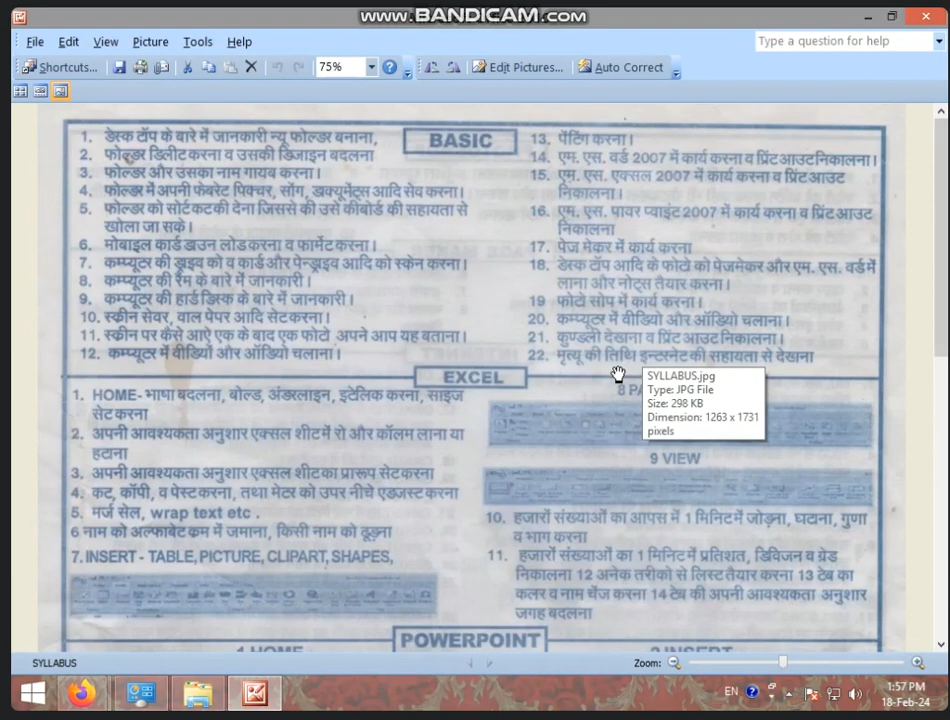 WWW.BANDICAM.COM
File Edit View Picture Tools Help
Type a question for help
Shortcuts... 75% Edit Pictures... Auto Correct
BASIC
1. डेस्क टॉप के बारे में जानकारी न्यू फोल्डर बनाना,
2. फोल्डर डिलीट करना व उसकी डिजाइन बदलना
3. फोल्डर और उसका नाम गायब करना।
4. फोल्डर में अपनी फेबरेट पिक्चर, सोंग, डाक्यूमेंट्स आदि सेव करना।
5. फोल्डर को सोर्टकटकी देना जिससे की उसे कीबोर्ड की सहायता से
खोला जा सके।
6. मोबाइल कार्ड डाउन लोड करना व फार्मेट करना।
7. कम्प्यूटर की ड्राइव को व कार्ड और पेन्ड्राइव आदि को स्केन करना।
8. कम्प्यूटर की रैम के बारे में जानकारी।
9. कम्प्यूटर की हार्ड डिस्क के बारे में जानकारी।
10. स्क्रीन सेवर, वाल पेपर आदि सेट करना।
11. स्क्रीन पर कैसे आऐ एक के बाद एक फोटो अपने आप यह बताना।
12. कम्प्यूटर में वीडियों और ऑडियो चलाना।
13. पेंटिंग करना।
14. एम. एस. वर्ड 2007 में कार्य करना व प्रिंट आउट निकालना।
15. एम. एस. एक्सल 2007 में कार्य करना व प्रिंट आउट
निकालना।
16. एम. एस. पावर प्वाइंट 2007 में कार्य करना व प्रिंट आउट
निकालना
17. पेज मेकर में कार्य करना
18. डेस्क टॉप आदि के फोटो को पेजमेकर और एम. एस. वर्ड में
लाना और नोट्स तैयार करना।
19 फोटो सोप में कार्य करना।
20. कम्प्यूटर में वीडियो और ऑडियो चलाना।
21. कुण्डली देखना व प्रिंट आउट निकालना।
22. मृत्यू की तिथि इन्टरनेट की सहायता से देखना
SYLLABUS.jpg
Type: JPG File
Size: 298 KB
Dimension: 1263 x 1731
pixels
EXCEL
1. HOME- भाषा बदलना, बोल्ड, अंडरलाइन, इटेलिक करना, साइज
सेट करना
2. अपनी आवश्यकता अनुशार एक्सल शीट में रो और कॉलम लाना या
हटाना
3. अपनी आवश्यकता अनुशार एक्सल शीट का प्रारूप सेट करना
4. कट, कॉपी, व पेस्ट करना, तथा मेटर को उपर नीचे एडजस्ट करना
5. मर्ज सेल, wrap text etc .
6 नाम को अल्फाबेट क्रम में जमाना, किसी नाम को ढूढ़ना
7. INSERT - TABLE, PICTURE, CLIPART, SHAPES,
8 PA
9 VIEW
10. हजारों संख्याओं का आपस में 1 मिनिट में जोड़ना, घटाना, गुणा
व भाग करना
11. हजारों संख्याओं का 1 मिनिट में प्रतिशत, डिविजन व ग्रेड
निकालना 12 अनेक तरीको से लिस्ट तैयार करना 13 टेब का
कलर व नाम चेंज करना 14 टेब की अपनी आवश्यकता अनुशार
जगह बदलना
POWERPOINT
1 HOME
2 INSERT
SYLLABUS
Zoom:
EN
1:57 PM
18-Feb-24